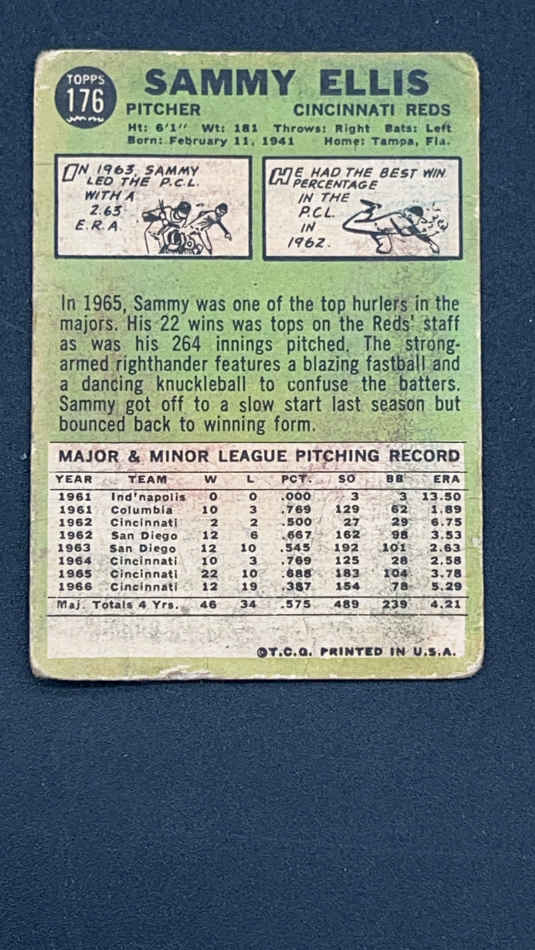 TOPPS
176
SAMMY ELLIS
PITCHER CINCINNATI REDS
Ht: 6'1" Wt: 181 Throws: Right Bats: Left
Born: February 11, 1941 Home: Tampa, Fla.
IN 1963, SAMMY
LED THE P.C.L.
WITH A
2.63
E.R.A.
HE HAD THE BEST WIN
PERCENTAGE
IN THE
P.C.L.
IN
1962.
In 1965, Sammy was one of the top hurlers in the
majors. His 22 wins was tops on the Reds' staff
as was his 264 innings pitched. The strong-
armed righthander features a blazing fastball and
a dancing knuckleball to confuse the batters.
Sammy got off to a slow start last season but
bounced back to winning form.
MAJOR & MINOR LEAGUE PITCHING RECORD
YEAR TEAM W L PCT. SO BB ERA
1961 Ind'napolis 0 0 .000 3 3 13.50
1961 Columbia 10 3 .769 129 62 1.89
1962 Cincinnati 2 2 .500 27 29 6.75
1962 San Diego 12 6 .667 162 98 3.53
1963 San Diego 12 10 .545 192 101 2.63
1964 Cincinnati 10 3 .769 125 28 2.58
1965 Cincinnati 22 10 .688 183 104 3.78
1966 Cincinnati 12 19 .387 154 78 5.29
Maj. Totals 4 Yrs. 46 34 .575 489 239 4.21
©T.C.G. PRINTED IN U.S.A.